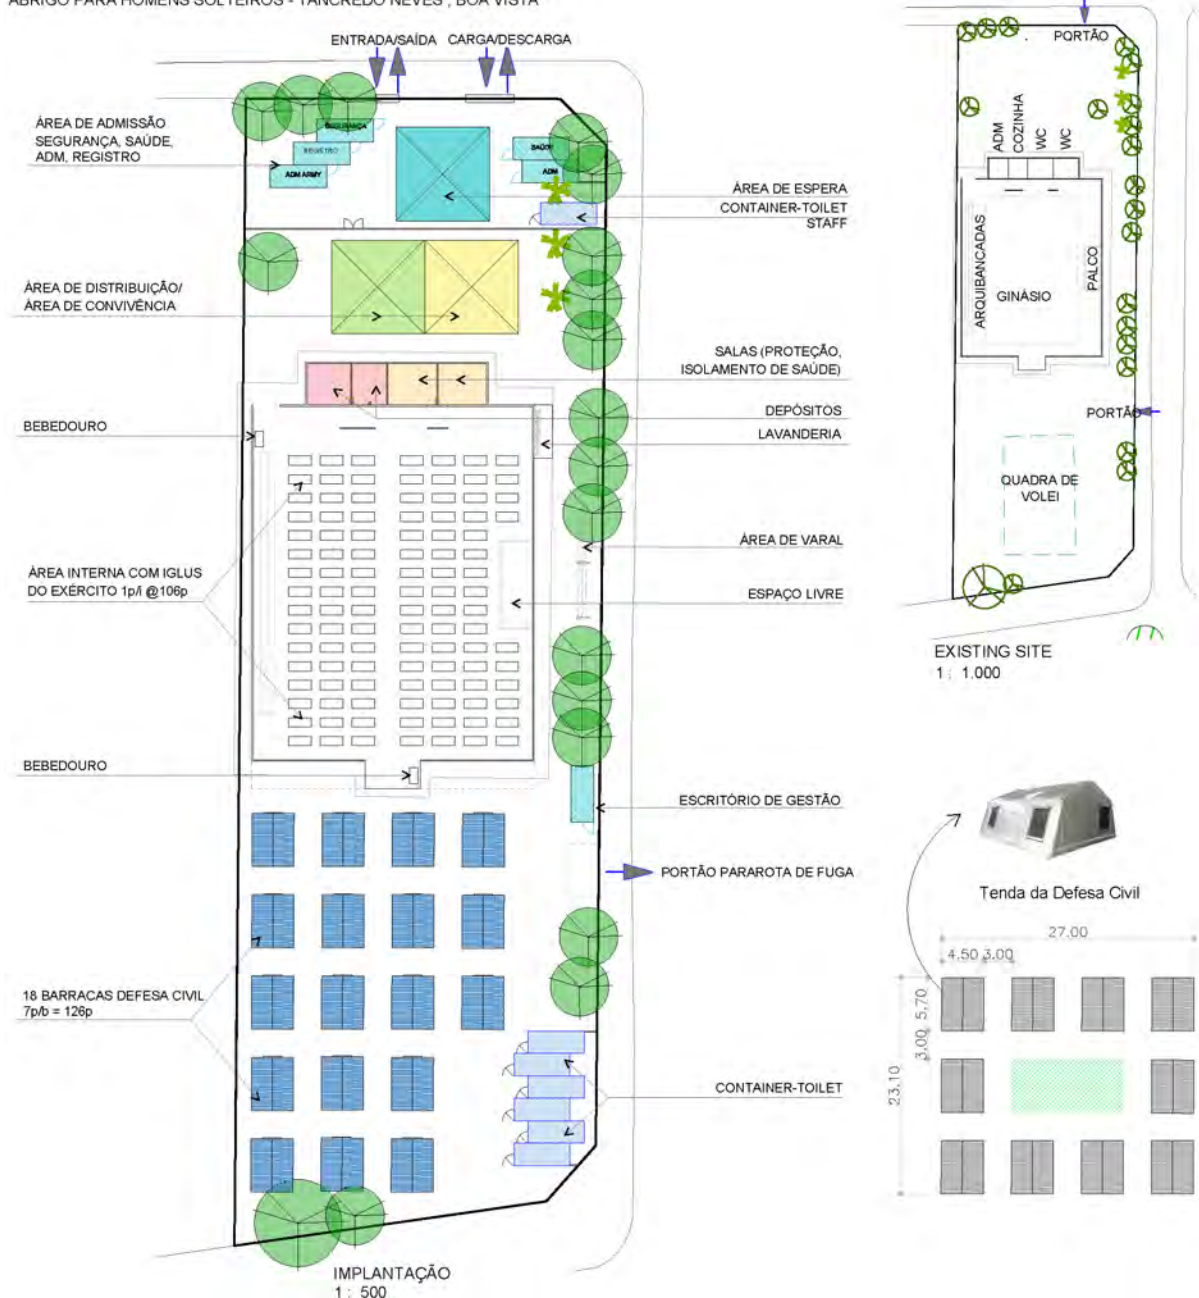 ABRIGO PARA HOMENS SOLTEIROS - TANCREDO NEVES , BOA VISTA
ENTRADA/SAÍDA
CARGA/DESCARGA
ÁREA DE ADMISSÃO
SEGURANÇA, SAÚDE,
ADM, REGISTRO
SEGURANÇA
REGISTRO
ADM ARMY
SAÚDE
ADM
ÁREA DE ESPERA
CONTAINER-TOILET
STAFF
ÁREA DE DISTRIBUIÇÃO/
ÁREA DE CONVIVÊNCIA
SALAS (PROTEÇÃO,
ISOLAMENTO DE SAÚDE)
DEPÓSITOS
LAVANDERIA
BEBEDOURO
ÁREA DE VARAL
ÁREA INTERNA COM IGLUS
DO EXÉRCITO 1p/i @106p
ESPAÇO LIVRE
BEBEDOURO
ESCRITÓRIO DE GESTÃO
PORTÃO PARAROTA DE FUGA
18 BARRACAS DEFESA CIVIL
7p/b = 126p
CONTAINER-TOILET
IMPLANTAÇÃO
1 : 500
PORTÃO
ADM
COZINHA
WC
WC
ARQUIBANCADAS
GINÁSIO
PALCO
PORTÃO
QUADRA DE
VOLEI
EXISTING SITE
1 : 1.000
Tenda da Defesa Civil
27.00
4.50 3.00
5.70
3.00
23.10